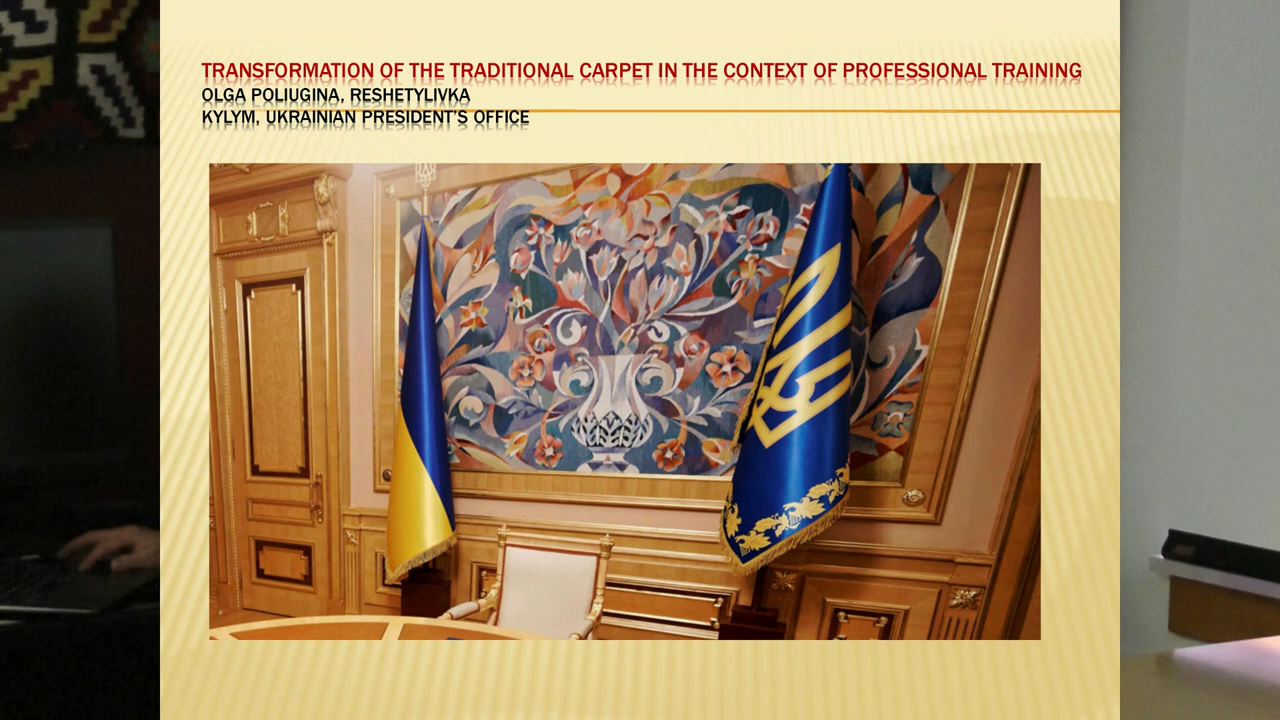 TRANSFORMATION OF THE TRADITIONAL CARPET IN THE CONTEXT OF PROFESSIONAL TRAINING
OLGA POLIUGINA, RESHETYLIVKA
KYLYM, UKRAINIAN PRESIDENT'S OFFICE